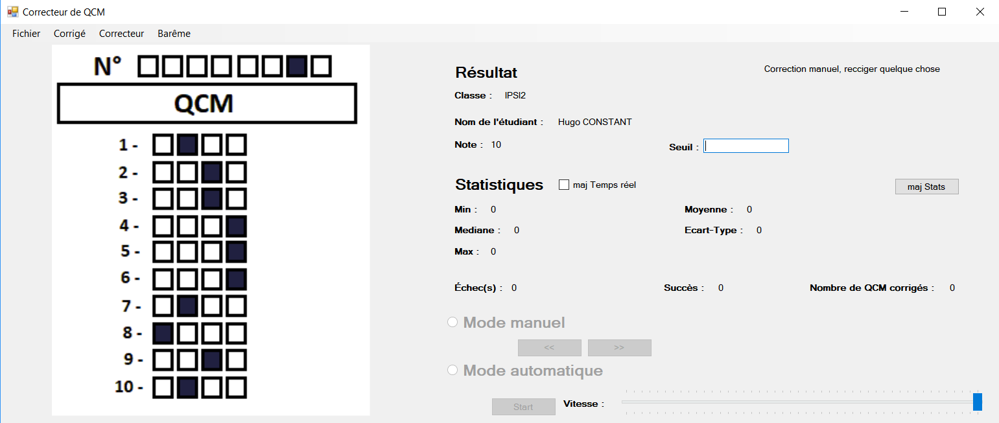 Correcteur de QCM
Fichier Corrigé Correcteur Barême
N°
QCM
1 -
2 -
3 -
4 -
5 -
6 -
7 -
8 -
9 -
10 -
Résultat
Correction manuel, recciger quelque chose
Classe : IPSI2
Nom de l'étudiant : Hugo CONSTANT
Note : 10
Seuil :
Statistiques
maj Temps réel
maj Stats
Min : 0
Moyenne : 0
Mediane : 0
Ecart-Type : 0
Max : 0
Échec(s) : 0
Succès : 0
Nombre de QCM corrigés : 0
Mode manuel
<< >>
Mode automatique
Start
Vitesse :